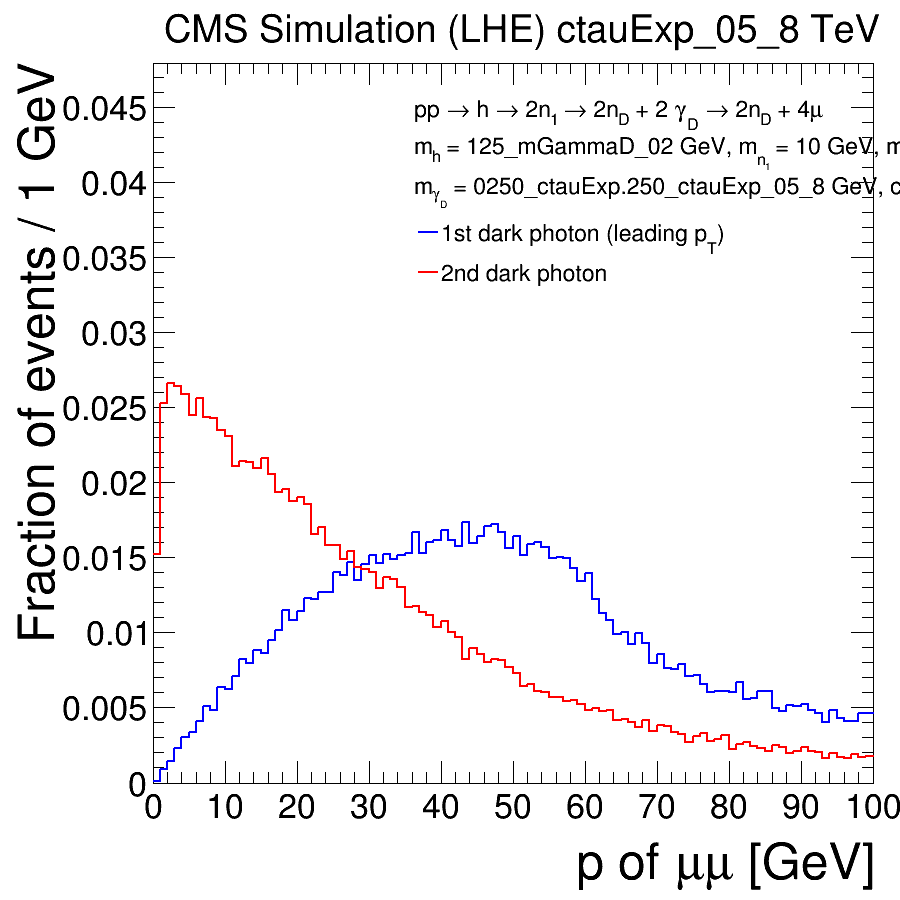 CMS Simulation (LHE) ctauExp_05_8 TeV
Fraction of events / 1 GeV
0.045
0.04
0.035
0.03
0.025
0.02
0.015
0.01
0.005
0
pp → h → 2n1 → 2nD + 2 γD → 2nD + 4μ
mh = 125_mGammaD_02 GeV, mn1 = 10 GeV, m
mγD = 0250_ctauExp.250_ctauExp_05_8 GeV, c
1st dark photon (leading pT)
2nd dark photon
0 10 20 30 40 50 60 70 80 90 100
p of μμ [GeV]